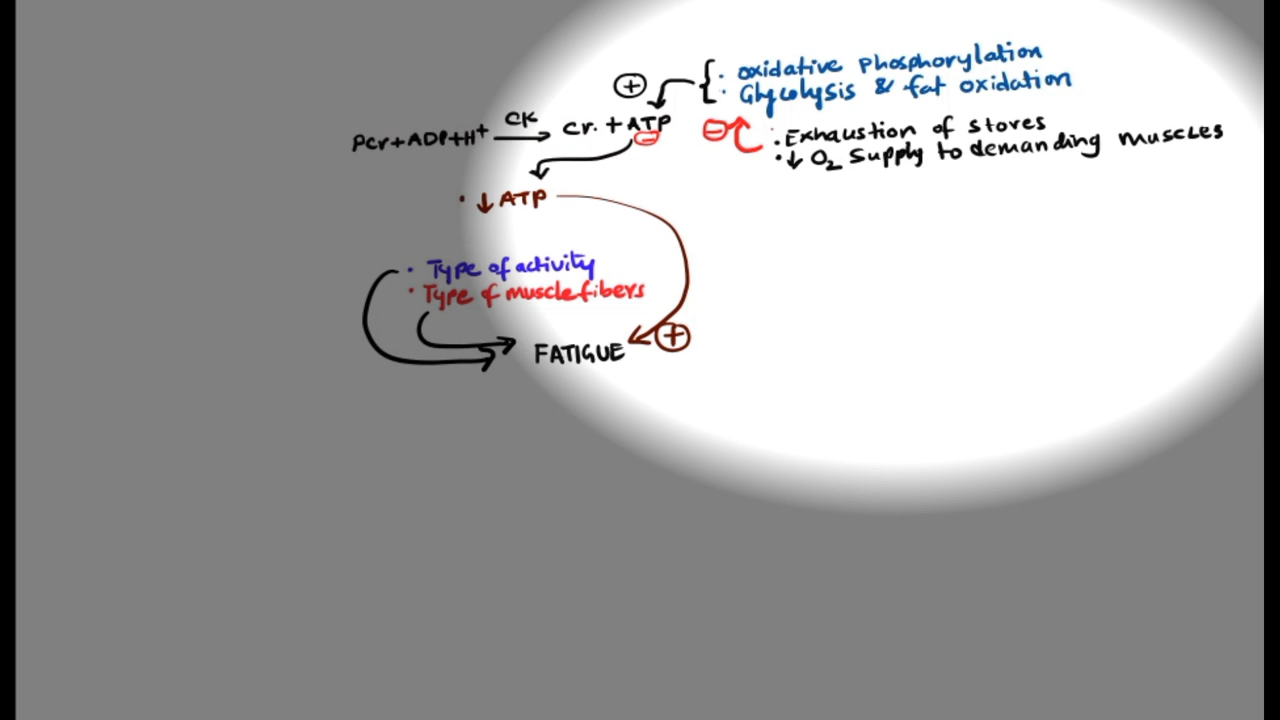 · oxidative phosphorylation
· Glycolysis & fat oxidation
⊕
PCr+ADP+H⁺ CK → Cr. + ATP
⊖
⊖
· Exhaustion of stores
· ↓ O₂ supply to demanding muscles
· ↓ ATP
· Type of activity
· Type of muscle fibers
FATIGUE
⊕